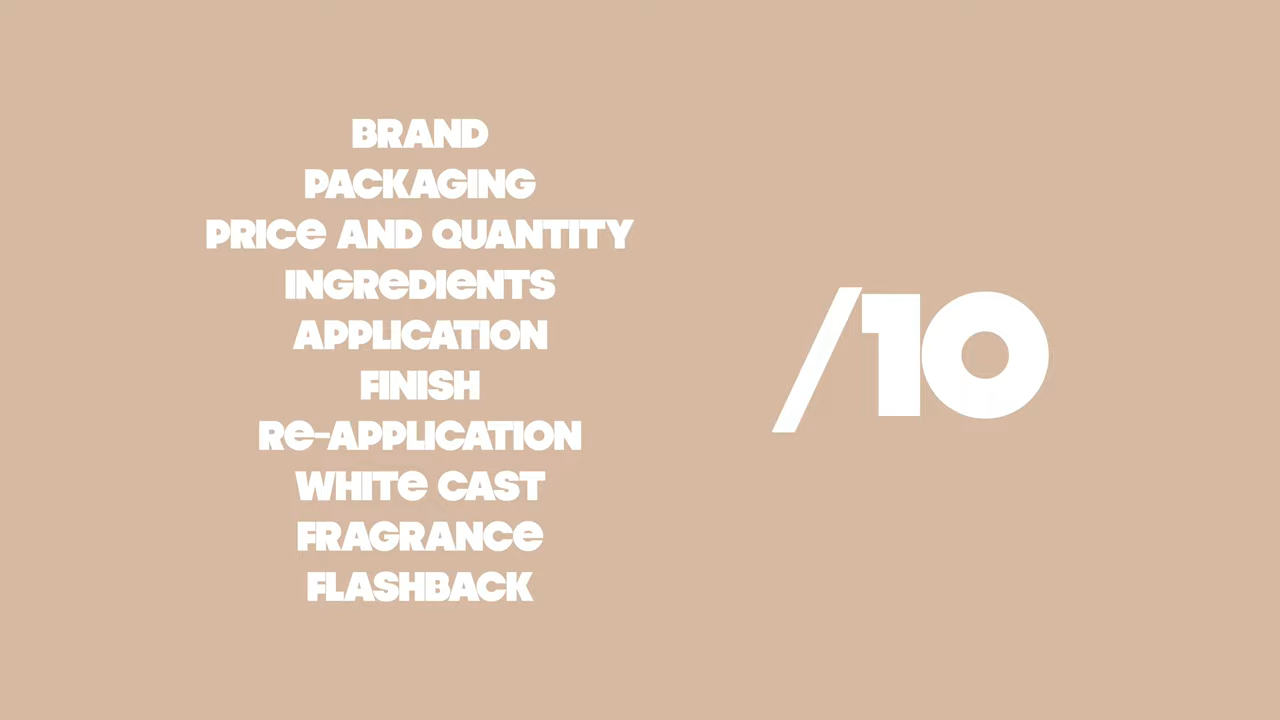 BRAND
PACKAGING
PRICe AND QUANTITY
INGReDIeNTS
APPLICATION
FINISH
Re-APPLICATION
WHITe CAST
FRAGRANCe
FLASHBACK
/10